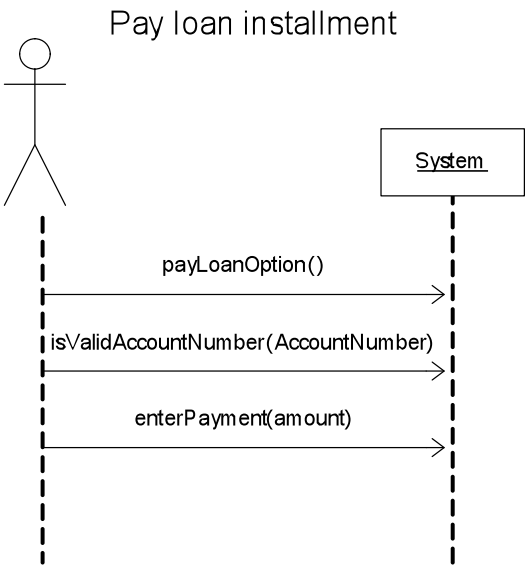 Pay loan installment
System
payLoanOption()
isValidAccountNumber(AccountNumber)
enterPayment(amount)